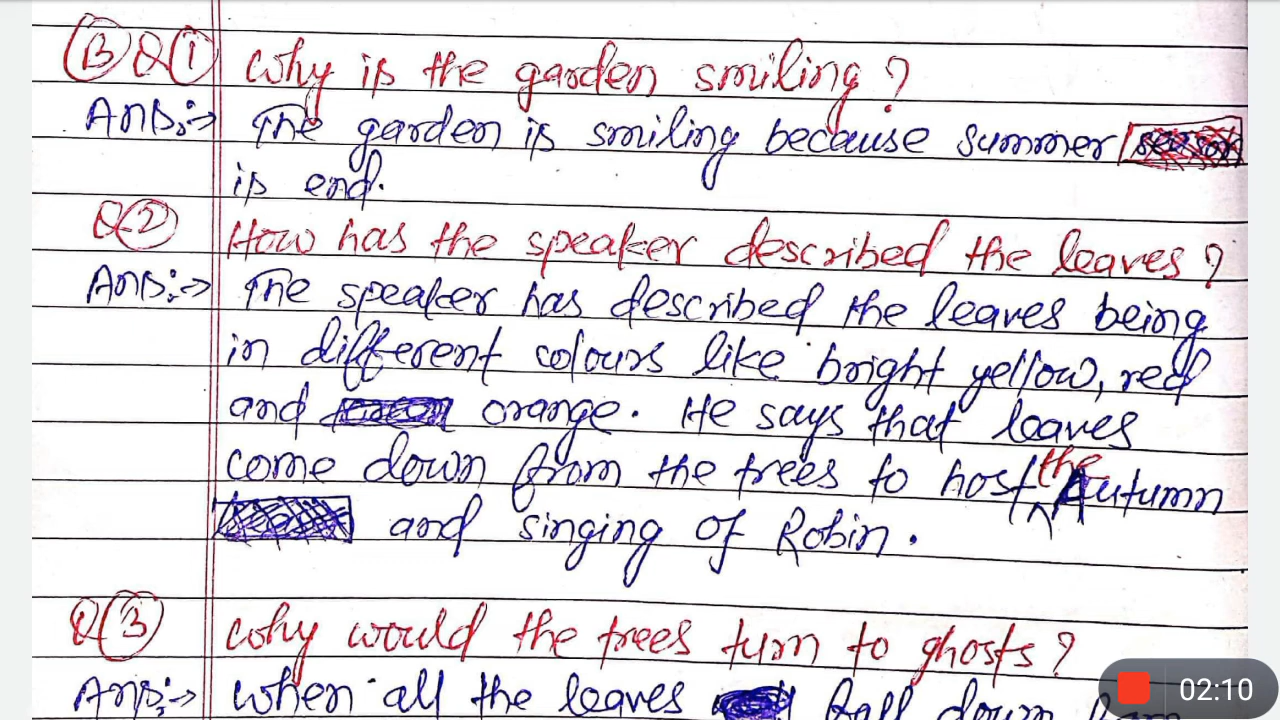 B Q 1 Why is the garden smiling?
Ans:→ The garden is smiling because summer
is end.
Q 2 How has the speaker described the leaves?
Ans:→ The speaker has described the leaves being
in different colours like bright yellow, red
and orange. He says that leaves
come down from the trees to host the Autumn
and singing of Robin.
Q 3 Why would the trees turn to ghosts?
Ans:→ When all the leaves fall down
02:10